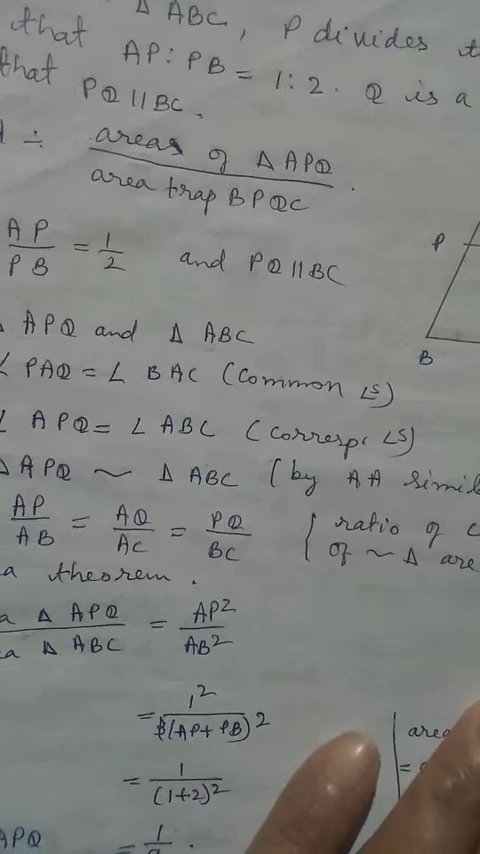 that Δ ABC, P divides
that AP : PB = 1 : 2. Q is a
PQ || BC.
÷ areas of Δ APQ
area trap BPQC .
AP/PB = 1/2 and PQ || BC
P
B
APQ and Δ ABC
∠ PAQ = ∠ BAC (Common ∠S)
∠ APQ = ∠ ABC (corresp. ∠S)
Δ APQ ~ Δ ABC (by AA simil
AP/AB = AQ/AC = PQ/BC { ratio of c
of ~ Δ are
a theorem.
a Δ APQ = AP²
a Δ ABC AB²
= 1²
(AP + PB)²
= 1
(1+2)²
area
=
APQ = 1